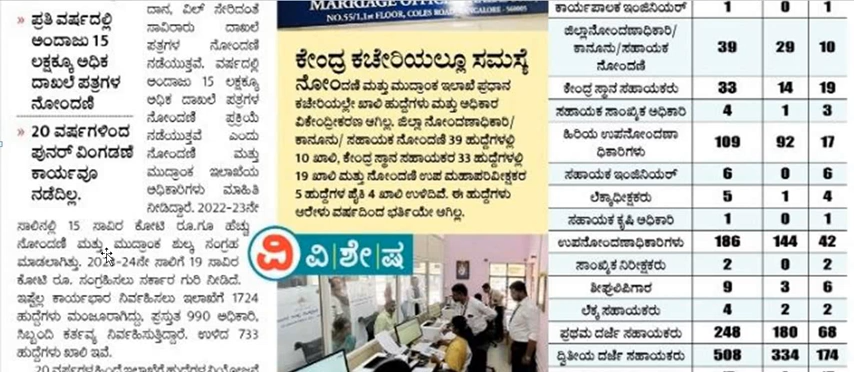 » ಪ್ರತಿ ವರ್ಷದಲ್ಲಿ
ಅಂದಾಜು 15
ಲಕ್ಷಕ್ಕೂ ಅಧಿಕ
ದಾಖಲೆ ಪತ್ರಗಳ
ನೋಂದಣಿ
» 20 ವರ್ಷಗಳಿಂದ
ಪುನರ್ ವಿಂಗಡಣೆ
ಕಾರ್ಯವೂ
ನಡೆದಿಲ್ಲ.
ದಾನ, ವಿಲ್ ಸೇರಿದಂತೆ
ಸಾವಿರಾರು ದಾಖಲೆ
ಪತ್ರಗಳ ನೋಂದಣಿ
ನಡೆಯುತ್ತವೆ. ವರ್ಷದಲ್ಲಿ
ಅಂದಾಜು 15 ಲಕ್ಷಕ್ಕೂ
ಅಧಿಕ ದಾಖಲೆ ಪತ್ರಗಳ
ನೋಂದಣಿ ಪ್ರಕ್ರಿಯೆ
ನಡೆಯುತ್ತವೆ ಎಂದು
ನೋಂದಣಿ ಮತ್ತು
ಮುದ್ರಾಂಕ ಇಲಾಖೆಯ
ಅಧಿಕಾರಿಗಳು ಮಾಹಿತಿ
ನೀಡಿದ್ದಾರೆ. 2022-23ನೇ
ಸಾಲಿನಲ್ಲಿ 15 ಸಾವಿರ ಕೋಟಿ ರೂ.ಗೂ ಹೆಚ್ಚು
ನೋಂದಣಿ ಮತ್ತು ಮುದ್ರಾಂಕ ಶುಲ್ಕ ಸಂಗ್ರಹ
ಮಾಡಲಾಗಿತ್ತು. 2023-24ನೇ ಸಾಲಿಗೆ 19 ಸಾವಿರ
ಕೋಟಿ ರೂ. ಸಂಗ್ರಹಿಸಲು ಸರ್ಕಾರ ಗುರಿ ನೀಡಿದೆ.
ಇಷ್ಟೆಲ್ಲ ಕಾರ್ಯಭಾರ ನಿರ್ವಹಿಸಲು ಇಲಾಖೆಗೆ 1724
ಹುದ್ದೆಗಳು ಮಂಜೂರಾಗಿದ್ದು, ಪ್ರಸ್ತುತ 990 ಅಧಿಕಾರಿ,
ಸಿಬ್ಬಂದಿ ಕರ್ತವ್ಯ ನಿರ್ವಹಿಸುತ್ತಿದ್ದಾರೆ. ಉಳಿದ 733
ಹುದ್ದೆಗಳು ಖಾಲಿ ಇವೆ.
MARRIAGE OFFICE
NO.55/1,1st FLOOR, COLES ROAD, BANGALORE - 560005
ಕೇಂದ್ರ ಕಚೇರಿಯಲ್ಲೂ ಸಮಸ್ಯೆ
ನೋಂದಣಿ ಮತ್ತು ಮುದ್ರಾಂಕ ಇಲಾಖೆ ಪ್ರಧಾನ
ಕಚೇರಿಯಲ್ಲೇ ಖಾಲಿ ಹುದ್ದೆಗಳು ಮತ್ತು ಅಧಿಕಾರ
ವಿಕೇಂದ್ರೀಕರಣ ಆಗಿಲ್ಲ. ಜಿಲ್ಲಾ ನೋಂದಣಾಧಿಕಾರಿ/
ಕಾನೂನು/ ಸಹಾಯಕ ನೋಂದಣಿ 39 ಹುದ್ದೆಗಳಲ್ಲಿ
10 ಖಾಲಿ, ಕೇಂದ್ರ ಸ್ಥಾನ ಸಹಾಯಕರ 33 ಹುದ್ದೆಗಳಲ್ಲಿ
19 ಖಾಲಿ ಮತ್ತು ನೋಂದಣಿ ಉಪ ಮಹಾಪರಿವೀಕ್ಷಕರ
5 ಹುದ್ದೆಗಳ ಪೈಕಿ 4 ಖಾಲಿ ಉಳಿದಿವೆ. ಈ ಹುದ್ದೆಗಳು
ಆರೇಳು ವರ್ಷದಿಂದ ಭರ್ತಿಯೇ ಆಗಿಲ್ಲ.
ವಿ ವಿ|ಶೇ|ಷ
ಕಾರ್ಯಪಾಲಕ ಇಂಜಿನಿಯರ್ 1 0 1
ಜಿಲ್ಲಾನೋಂದಣಾಧಿಕಾರಿ/
ಕಾನೂನು/ಸಹಾಯಕ 39 29 10
ನೋಂದಣಿ
ಕೇಂದ್ರ ಸ್ಥಾನ ಸಹಾಯಕರು 33 14 19
ಸಹಾಯಕ ಸಾಂಖ್ಯಿಕ ಅಧಿಕಾರಿ 4 1 3
ಹಿರಿಯ ಉಪನೋಂದಣಾ 109 92 17
ಧಿಕಾರಿಗಳು
ಸಹಾಯಕ ಇಂಜಿನಿಯರ್ 6 0 6
ಲೆಕ್ಕಾಧೀಕ್ಷಕರು 5 1 4
ಸಹಾಯಕ ಕೃಷಿ ಅಧಿಕಾರಿ 1 0 1
ಉಪನೋಂದಣಾಧಿಕಾರಿಗಳು 186 144 42
ಸಾಂಖ್ಯಿಕ ನಿರೀಕ್ಷಕರು 2 0 2
ಶೀಘ್ರಲಿಪಿಗಾರ 9 3 6
ಲೆಕ್ಕ ಸಹಾಯಕರು 4 2 2
ಪ್ರಥಮ ದರ್ಜೆ ಸಹಾಯಕರು 248 180 68
ದ್ವಿತೀಯ ದರ್ಜೆ ಸಹಾಯಕರು 508 334 174